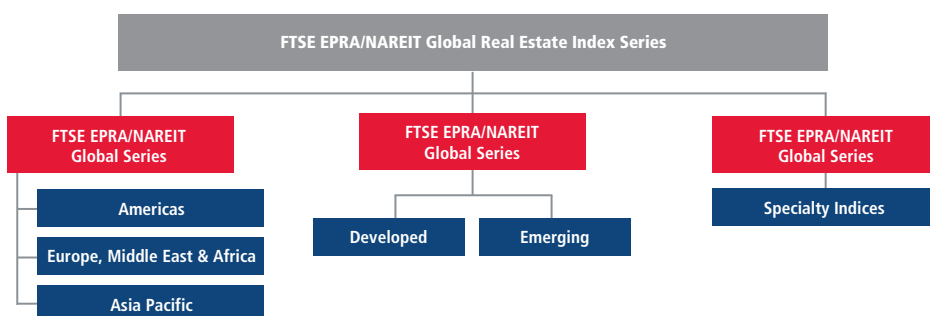 FTSE EPRA/NAREIT Global Real Estate Index Series
FTSE EPRA/NAREIT
Global Series
Americas
Europe, Middle East & Africa
Asia Pacific
FTSE EPRA/NAREIT
Global Series
Developed
Emerging
FTSE EPRA/NAREIT
Global Series
Specialty Indices